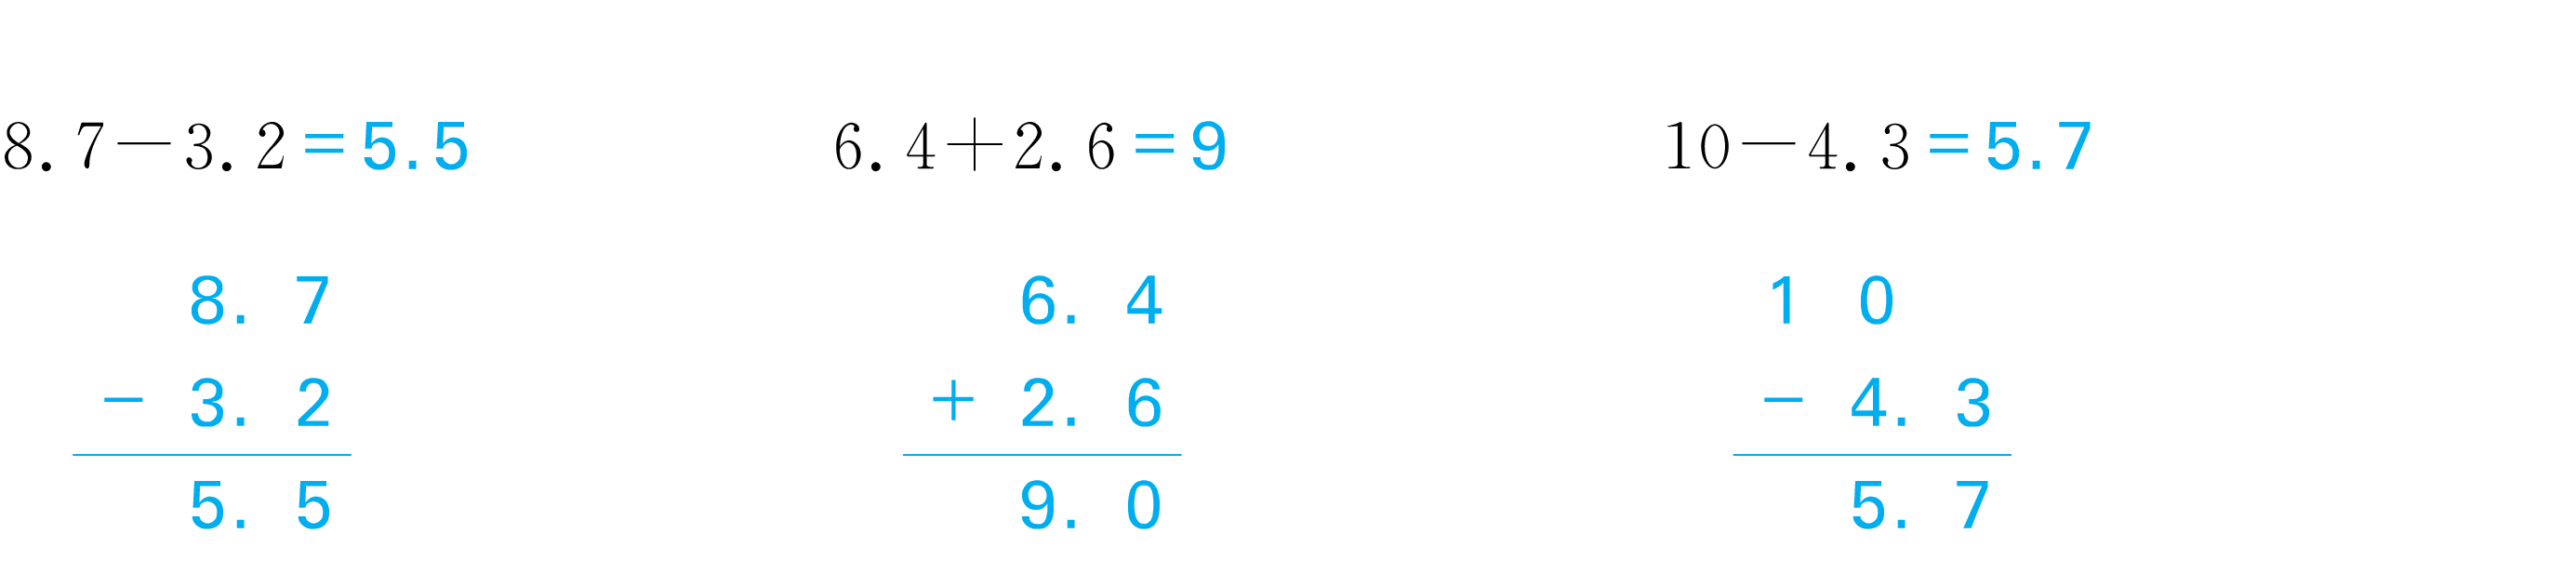 8.7－3.2=5.5 6.4＋2.6=9 10－4.3=5.7
8. 7 6. 4 1 0
－ 3. 2 ＋ 2. 6 － 4. 3
5. 5 9. 0 5. 7